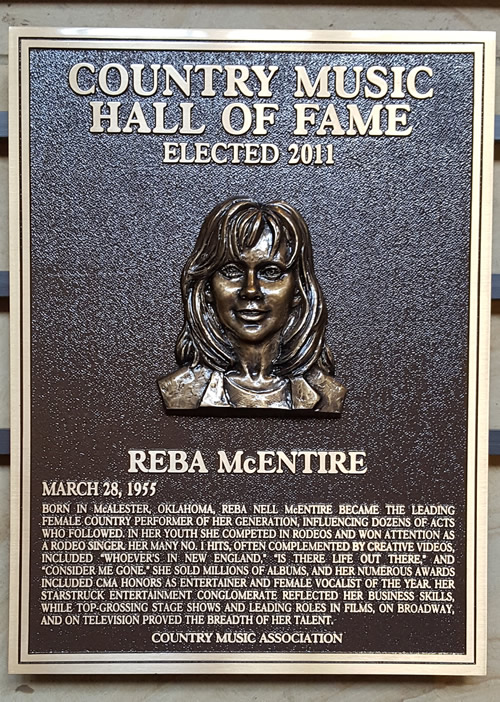 COUNTRY MUSIC
HALL OF FAME
ELECTED 2011
REBA McENTIRE
MARCH 28, 1955
BORN IN McALESTER, OKLAHOMA, REBA NELL McENTIRE BECAME THE LEADING
FEMALE COUNTRY PERFORMER OF HER GENERATION, INFLUENCING DOZENS OF ACTS
WHO FOLLOWED. IN HER YOUTH SHE COMPETED IN RODEOS AND WON ATTENTION AS
A RODEO SINGER. HER MANY NO. 1 HITS, OFTEN COMPLEMENTED BY CREATIVE VIDEOS,
INCLUDED "WHOEVER'S IN NEW ENGLAND," "IS THERE LIFE OUT THERE," AND
"CONSIDER ME GONE." SHE SOLD MILLIONS OF ALBUMS, AND HER NUMEROUS AWARDS
INCLUDED CMA HONORS AS ENTERTAINER AND FEMALE VOCALIST OF THE YEAR. HER
STARSTRUCK ENTERTAINMENT CONGLOMERATE REFLECTED HER BUSINESS SKILLS,
WHILE TOP-GROSSING STAGE SHOWS AND LEADING ROLES IN FILMS, ON BROADWAY,
AND ON TELEVISION PROVED THE BREADTH OF HER TALENT.
COUNTRY MUSIC ASSOCIATION